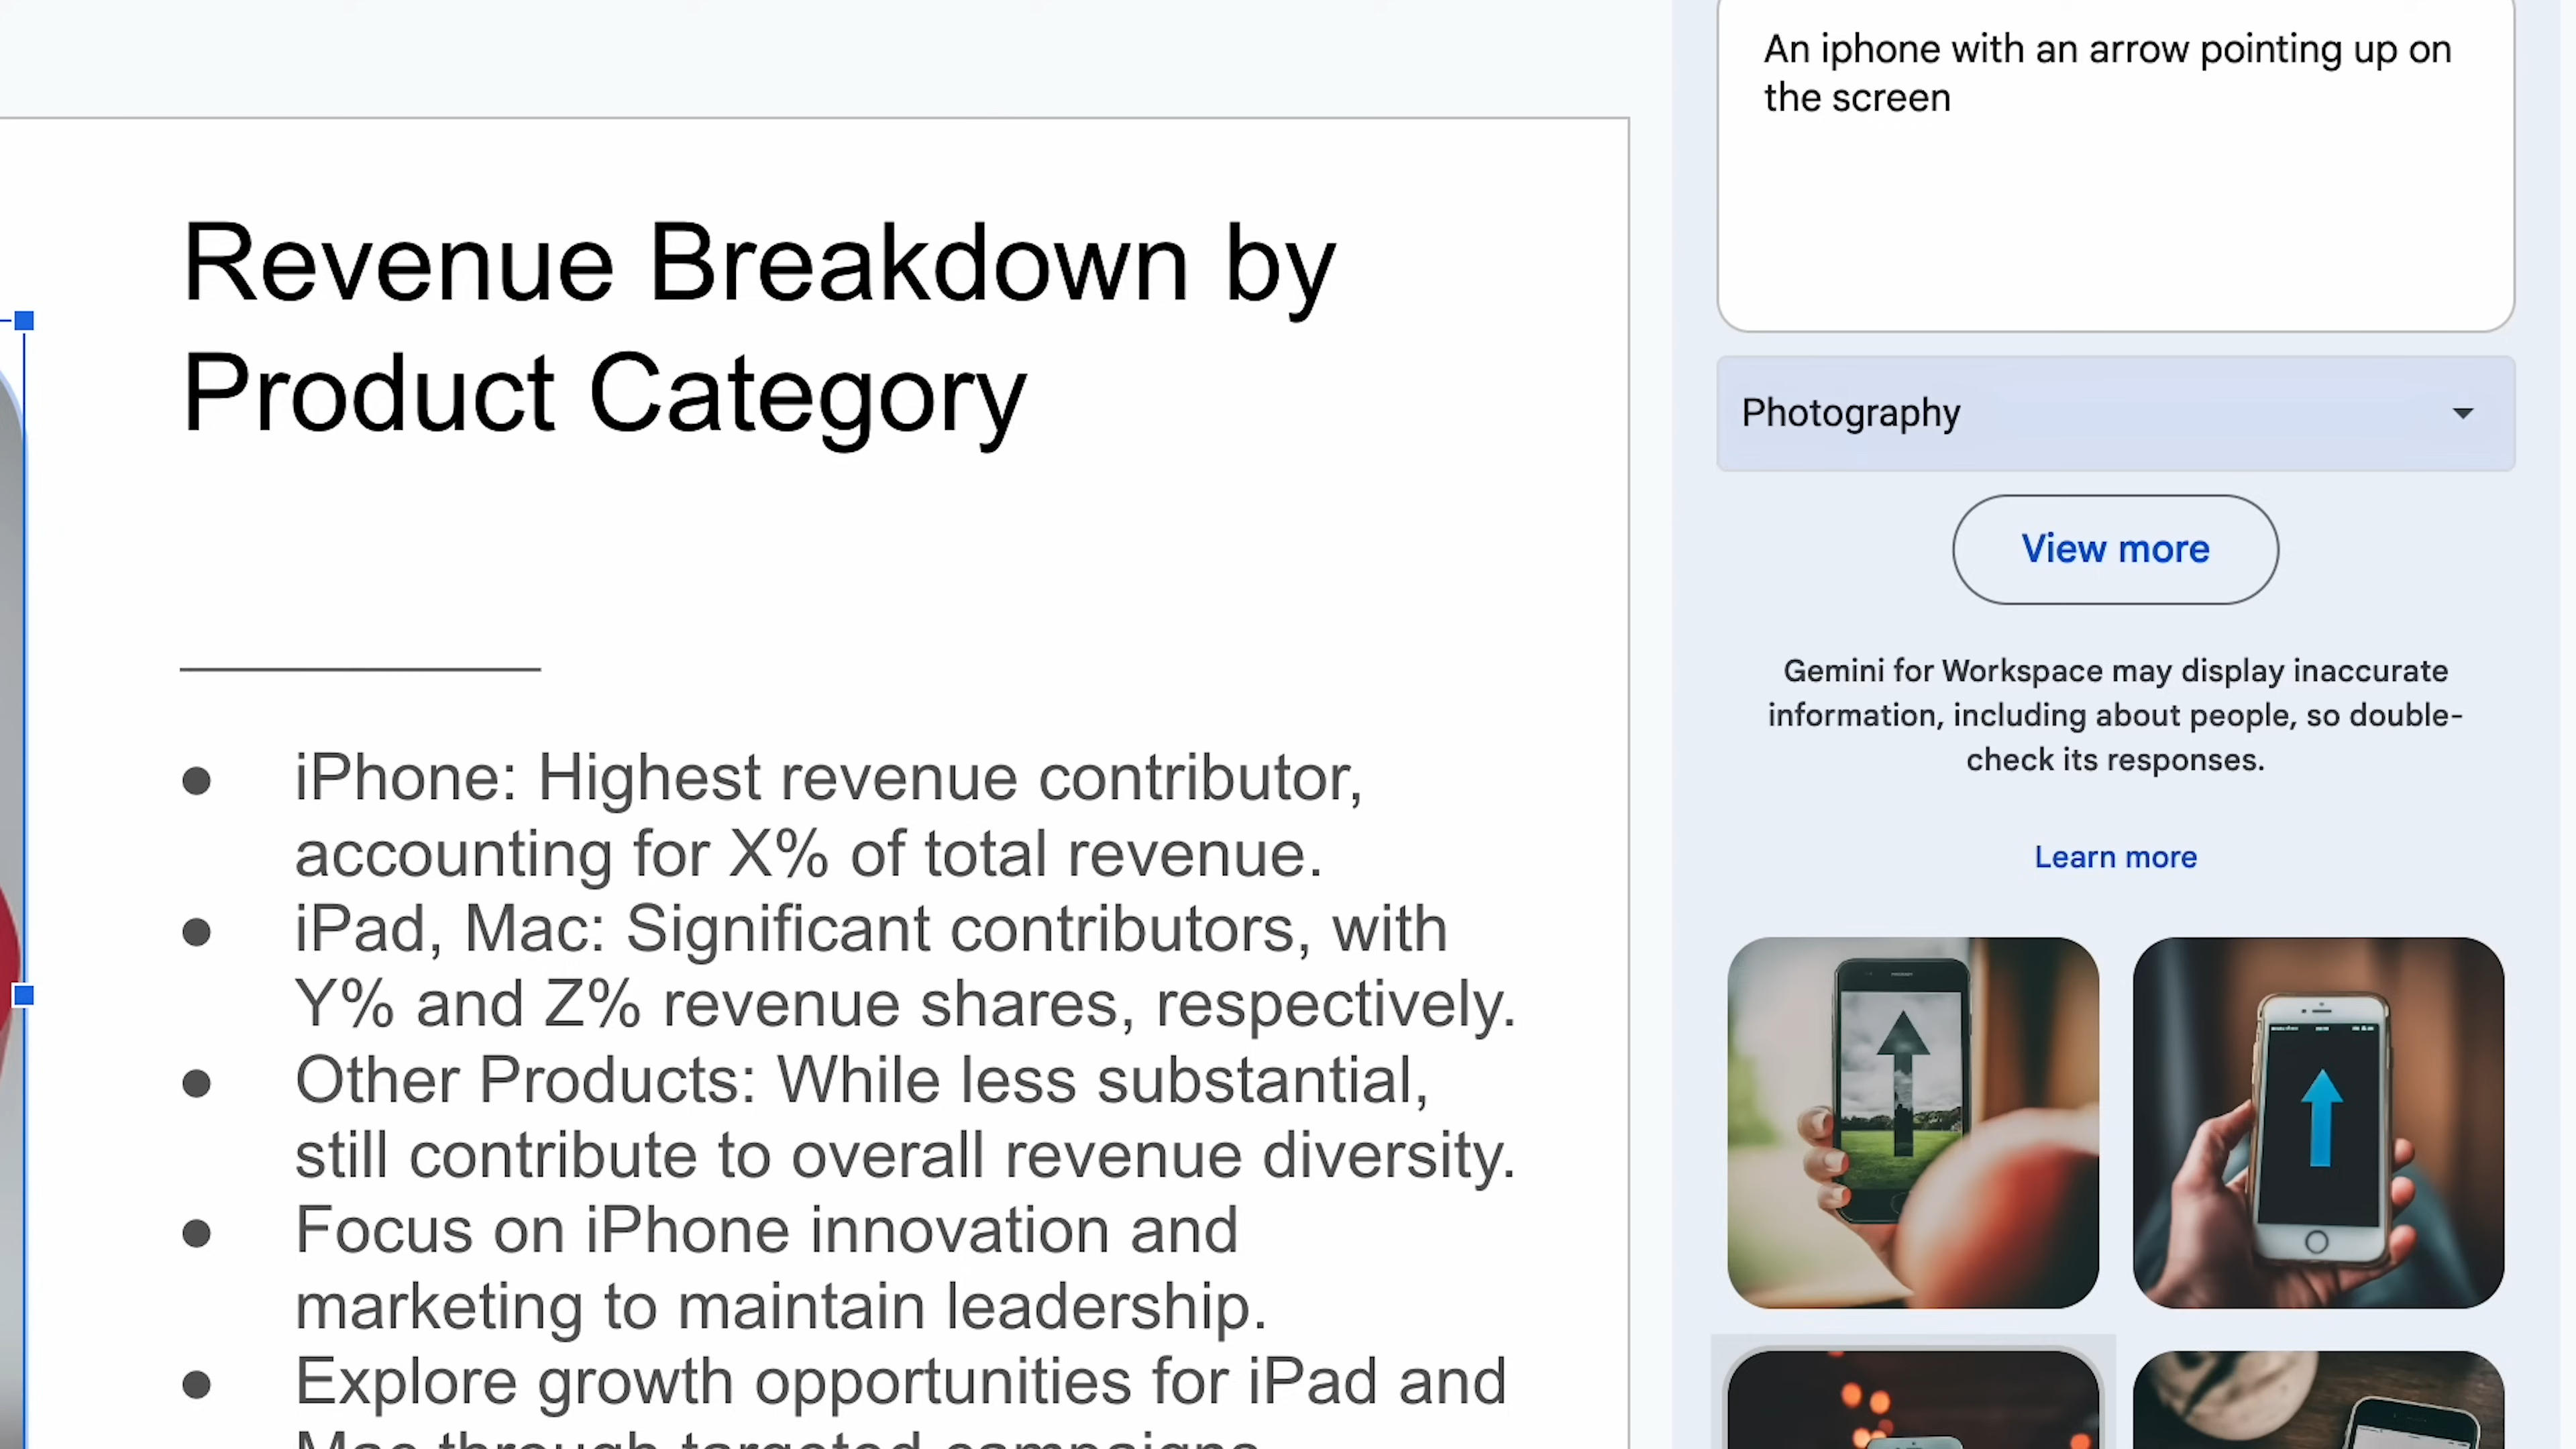 An iphone with an arrow pointing up on
the screen
Revenue Breakdown by
Product Category
Photography
View more
Gemini for Workspace may display inaccurate
information, including about people, so double-
check its responses.
Learn more
● iPhone: Highest revenue contributor,
accounting for X% of total revenue.
● iPad, Mac: Significant contributors, with
Y% and Z% revenue shares, respectively.
● Other Products: While less substantial,
still contribute to overall revenue diversity.
● Focus on iPhone innovation and
marketing to maintain leadership.
● Explore growth opportunities for iPad and
Mac through targeted campaigns.